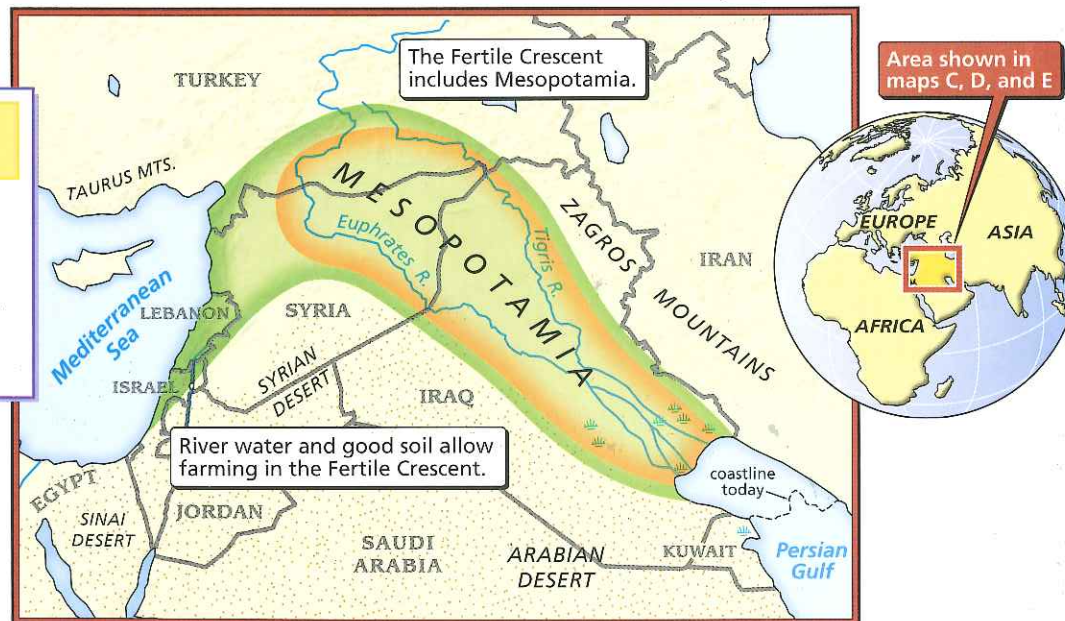 The Fertile Crescent
includes Mesopotamia.
Area shown in
maps C, D, and E
TURKEY
TAURUS MTS.
MESOPOTAMIA
ZAGROS
MOUNTAINS
Euphrates R.
Tigris R.
IRAN
EUROPE
ASIA
AFRICA
Mediterranean
Sea
LEBANON
SYRIA
ISRAEL
SYRIAN
DESERT
IRAQ
River water and good soil allow
farming in the Fertile Crescent.
coastline
today
EGYPT
SINAI
DESERT
JORDAN
SAUDI
ARABIA
ARABIAN
DESERT
KUWAIT
Persian
Gulf